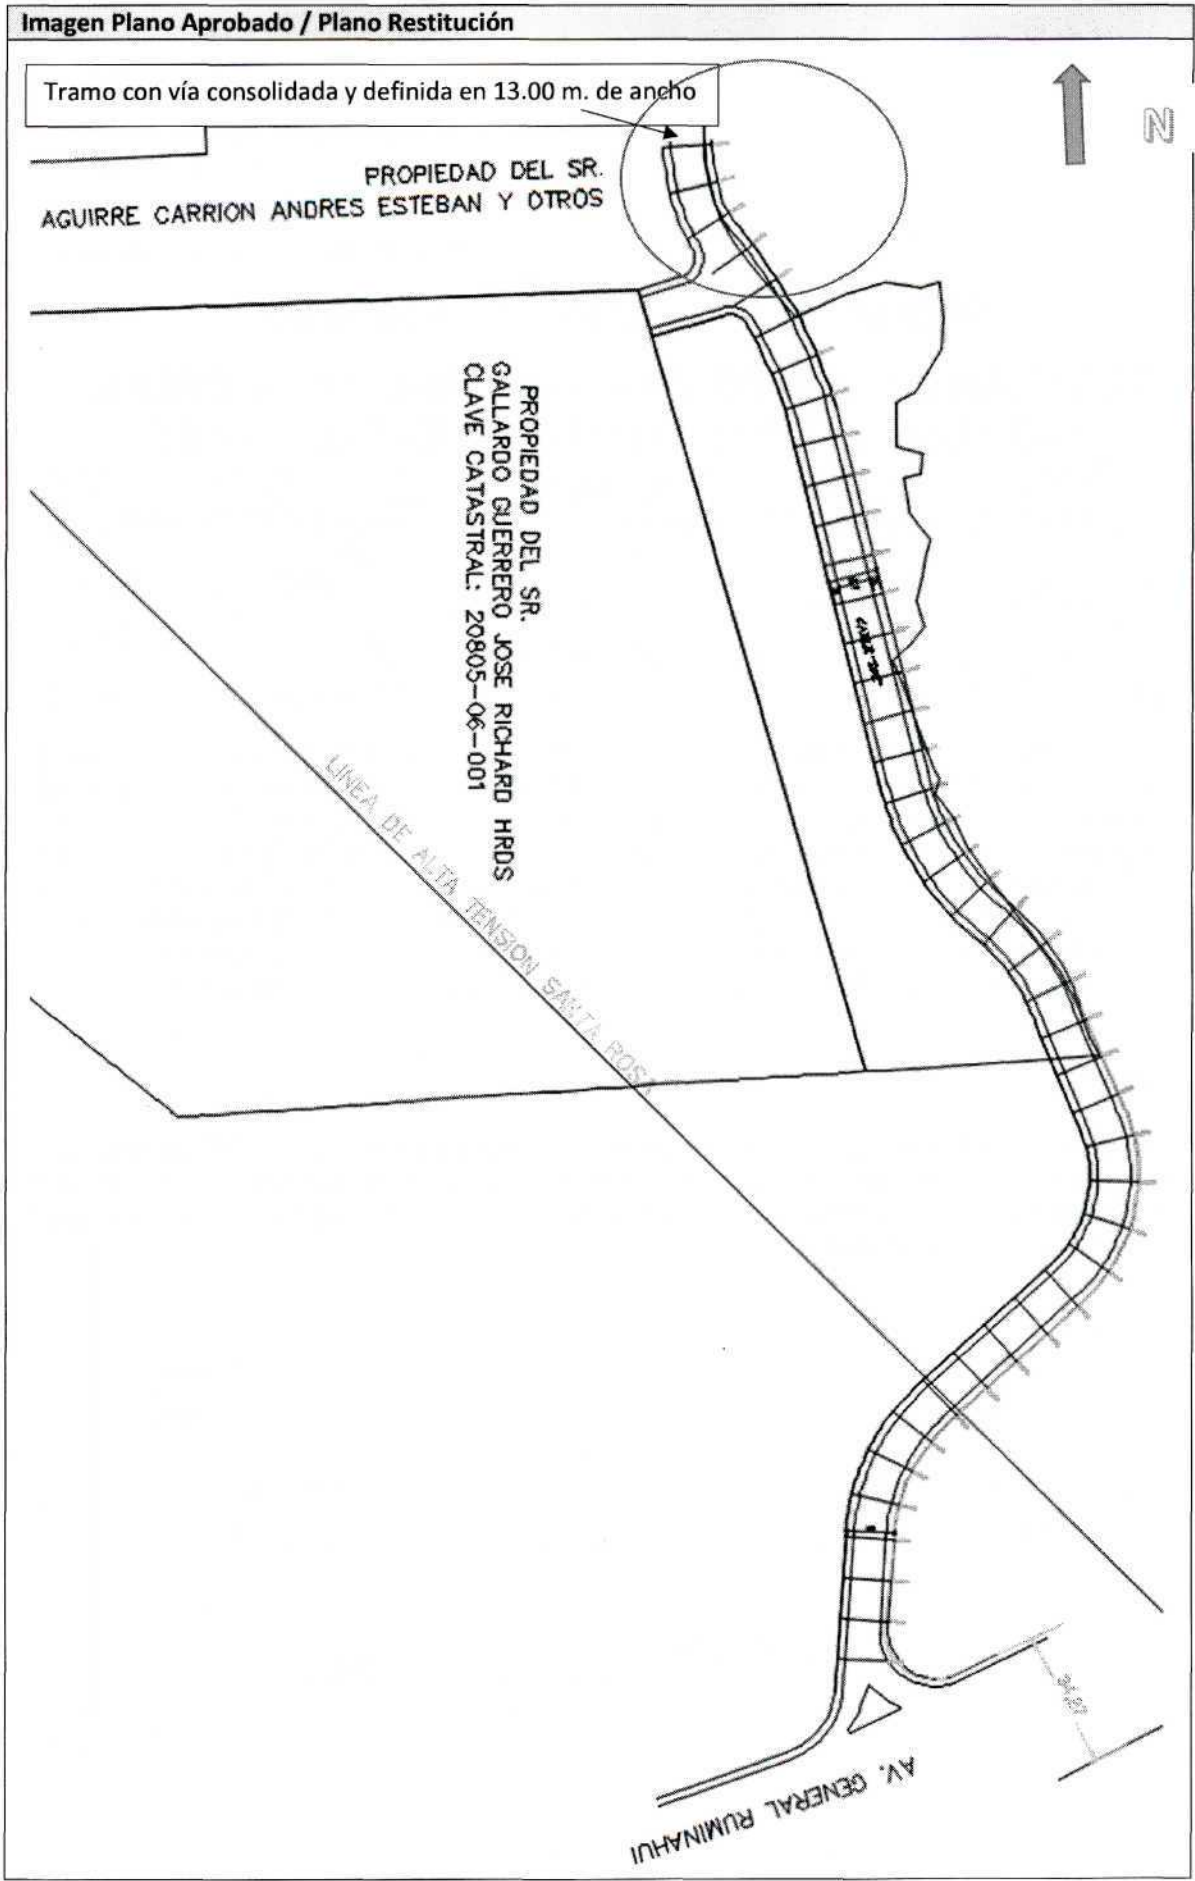 Imagen Plano Aprobado / Plano Restitución
Tramo con vía consolidada y definida en 13.00 m. de ancho
N
PROPIEDAD DEL SR.
AGUIRRE CARRION ANDRES ESTEBAN Y OTROS
PROPIEDAD DEL SR.
GALLARDO GUERRERO JOSE RICHARD HRDS
CLAVE CATASTRAL: 20805-06-001
LINEA DE ALTA TENSION SANTA ROSA
AV. GENERAL RUMINAHUI